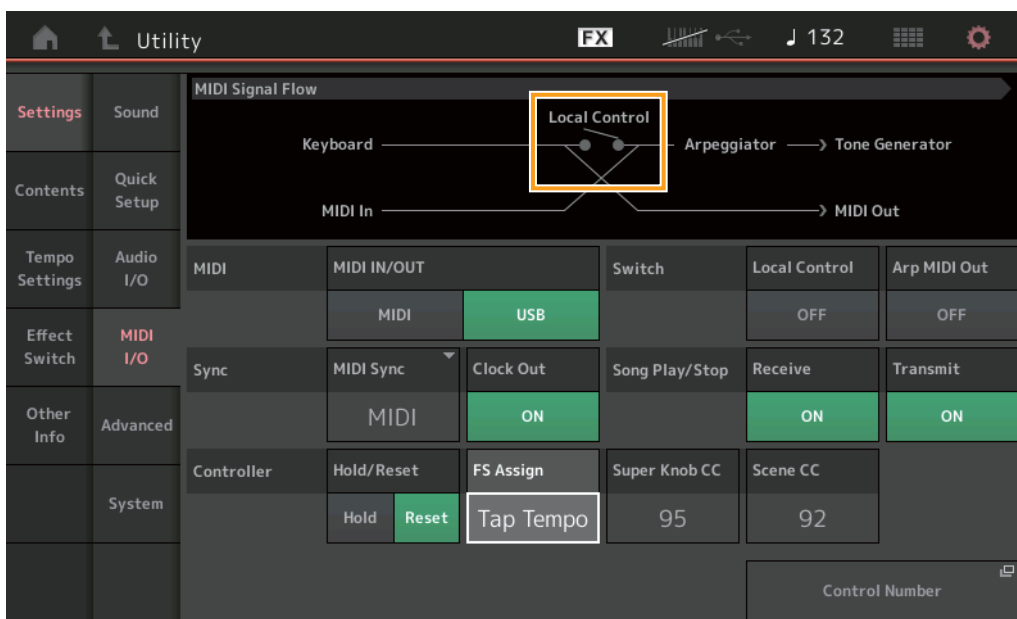 Utility
FX
♩ 132
Settings
Contents
Tempo
Settings
Effect
Switch
Other
Info
Sound
Quick
Setup
Audio
I/O
MIDI
I/O
Advanced
System
MIDI Signal Flow
Local Control
Keyboard
Arpeggiator
Tone Generator
MIDI In
MIDI Out
MIDI
MIDI IN/OUT
Switch
Local Control
Arp MIDI Out
MIDI
USB
OFF
OFF
Sync
MIDI Sync
Clock Out
Song Play/Stop
Receive
Transmit
MIDI
ON
ON
ON
Controller
Hold/Reset
FS Assign
Super Knob CC
Scene CC
Hold
Reset
Tap Tempo
95
92
Control Number